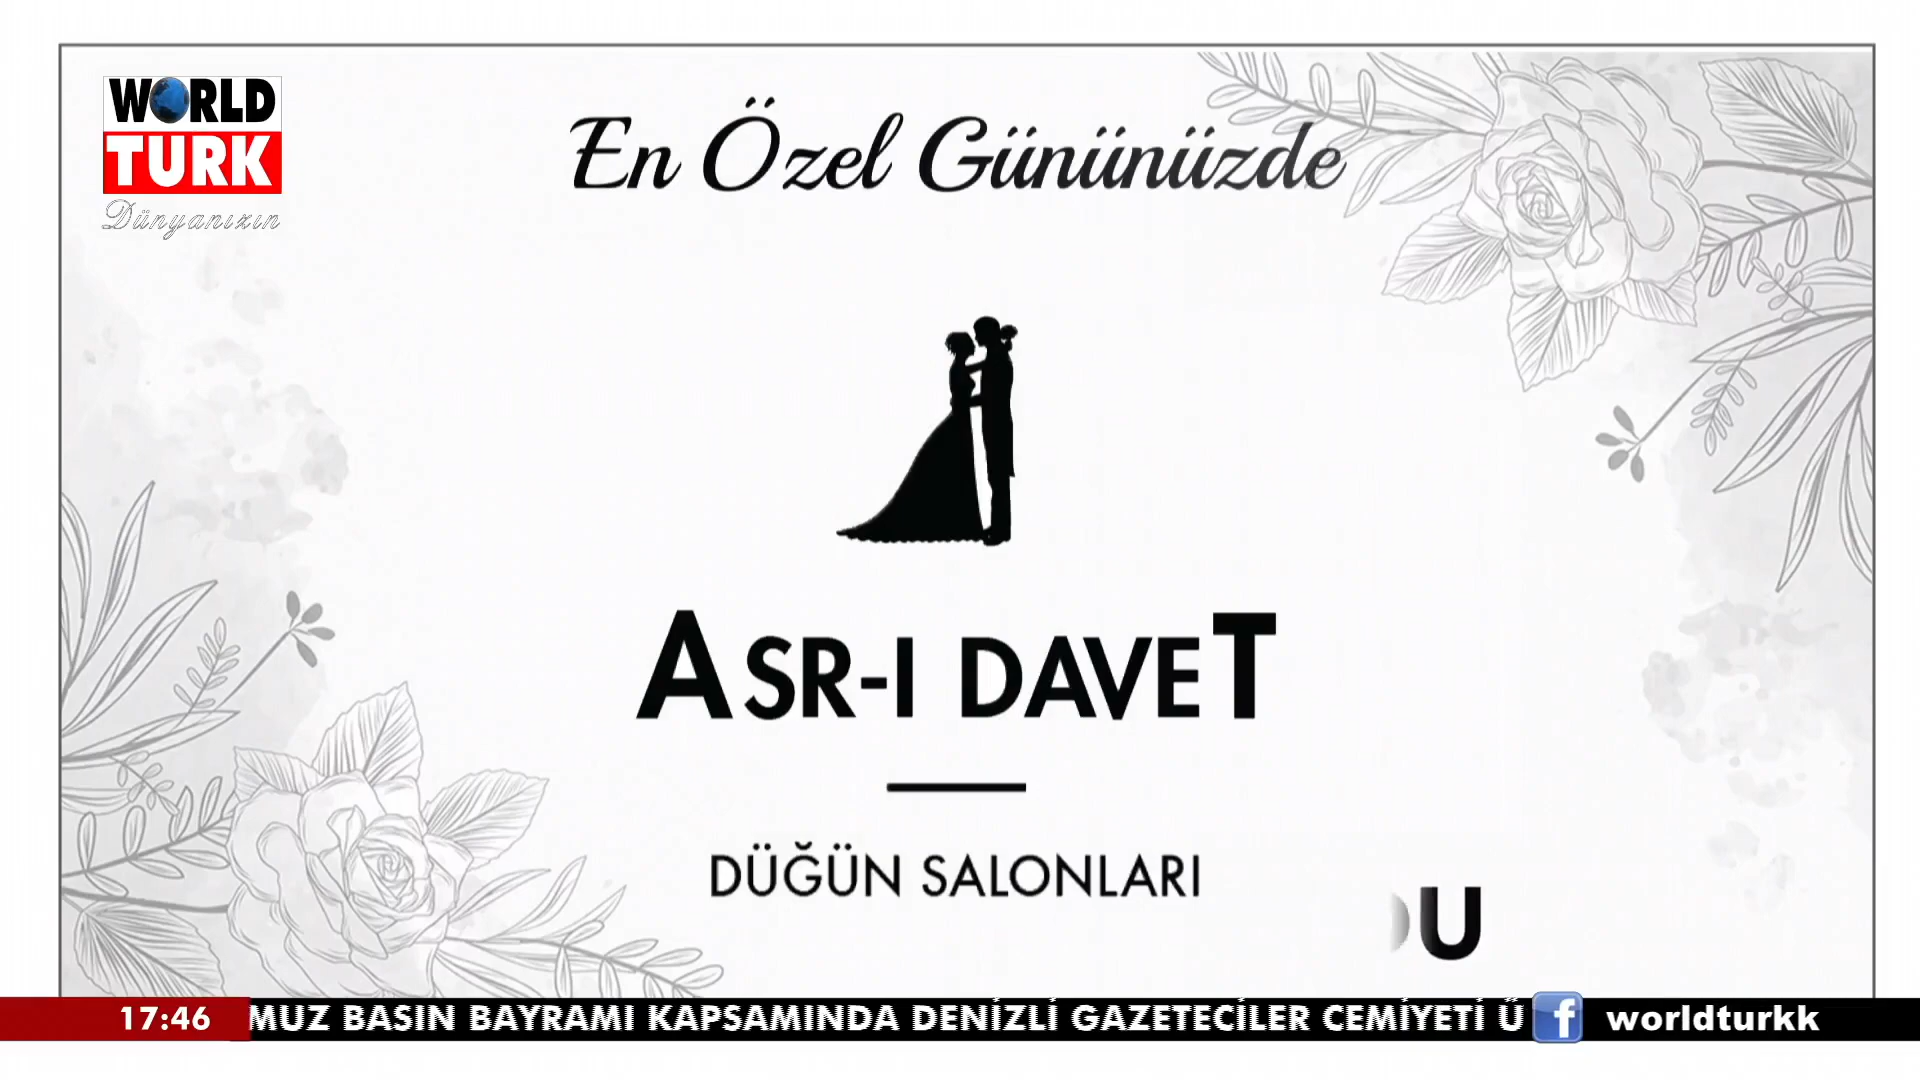 WORLD
TURK
Dünyanızın
En Özel Gününüzde
ASR-I DAVET
DÜĞÜN SALONLARI
17:46 MUZ BASIN BAYRAMI KAPSAMINDA DENİZLİ GAZETECİLER CEMİYETİ Ü f worldturkk